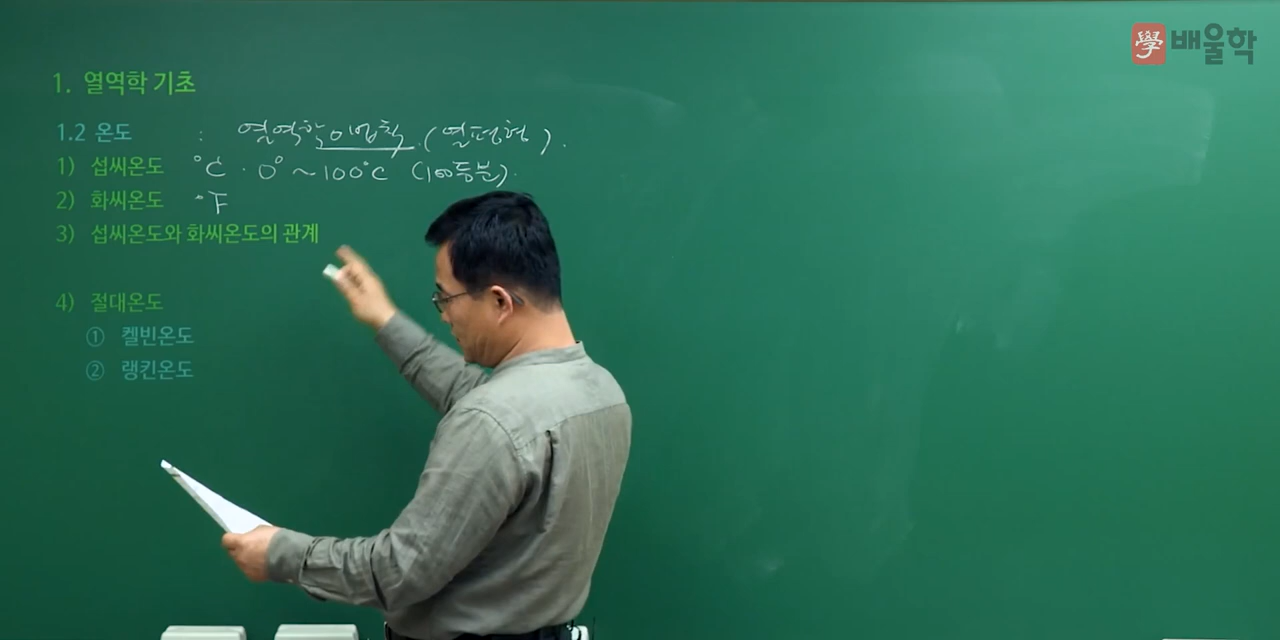 學 배울학
1. 열역학 기초
1.2 온도 : 열역학 0법칙 (열평형).
1) 섭씨온도 °C · 0° ~ 100°C (100등분).
2) 화씨온도 °F
3) 섭씨온도와 화씨온도의 관계
4) 절대온도
① 켈빈온도
② 랭킨온도